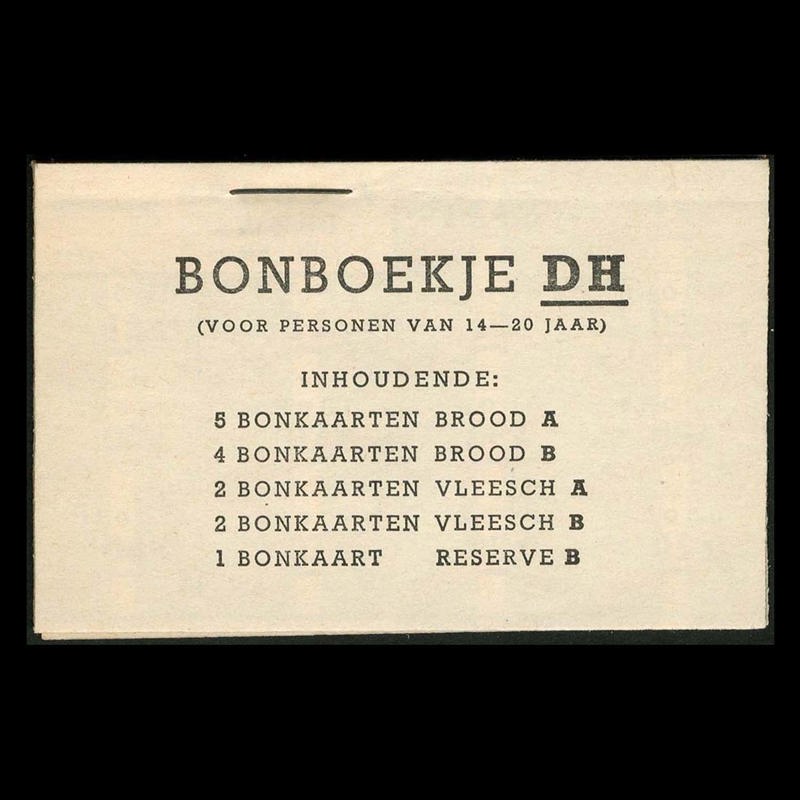 BONBOEKJE DH
(VOOR PERSONEN VAN 14—20 JAAR)
INHOUDENDE:
5 BONKAARTEN BROOD A
4 BONKAARTEN BROOD B
2 BONKAARTEN VLEESCH A
2 BONKAARTEN VLEESCH B
1 BONKAART RESERVE B